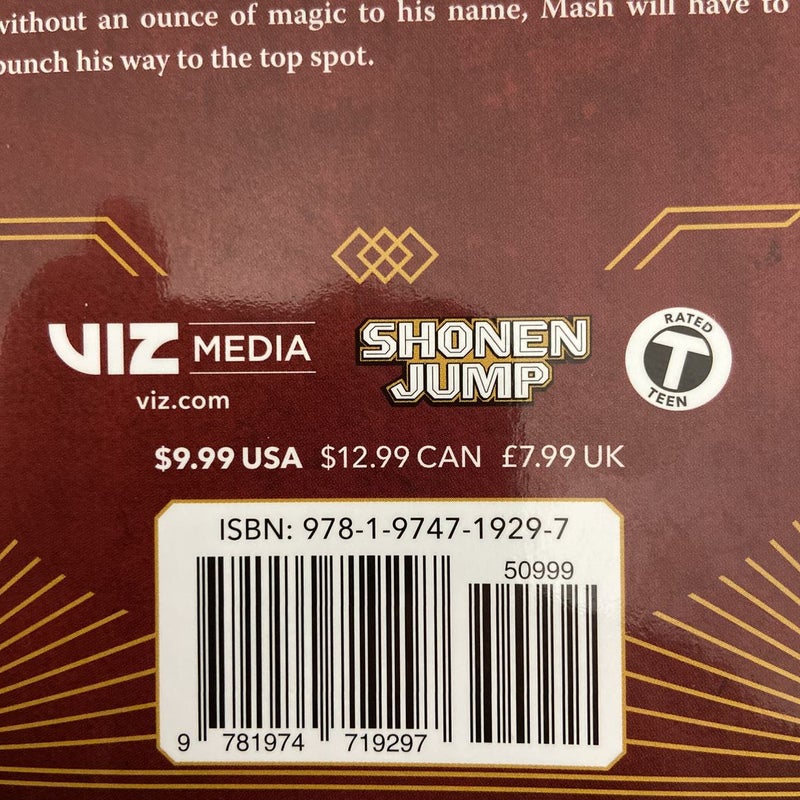 without an ounce of magic to his name, Mash will have to
punch his way to the top spot.
VIZ MEDIA
viz.com
SHONEN
JUMP
RATED
T
TEEN
$9.99 USA $12.99 CAN £7.99 UK
ISBN: 978-1-9747-1929-7
50999
9 781974 719297